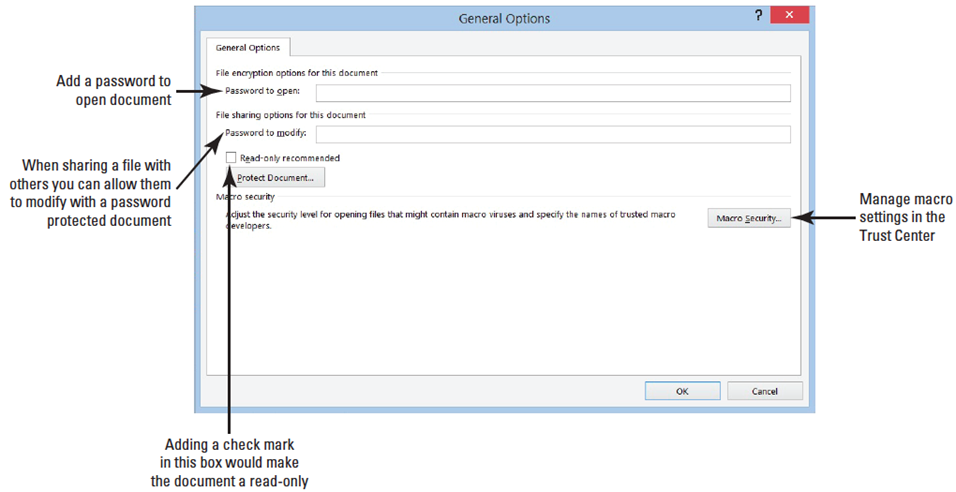 General Options
?
General Options
File encryption options for this document
Add a password to
open document
Password to open:
File sharing options for this document
Password to modify:
When sharing a file with
others you can allow them
to modify with a password
protected document
Read-only recommended
Protect Document...
Macro security
Adjust the security level for opening files that might contain macro viruses and specify the names of trusted macro
developers.
Macro Security...
Manage macro
settings in the
Trust Center
OK
Cancel
Adding a check mark
in this box would make
the document a read-only